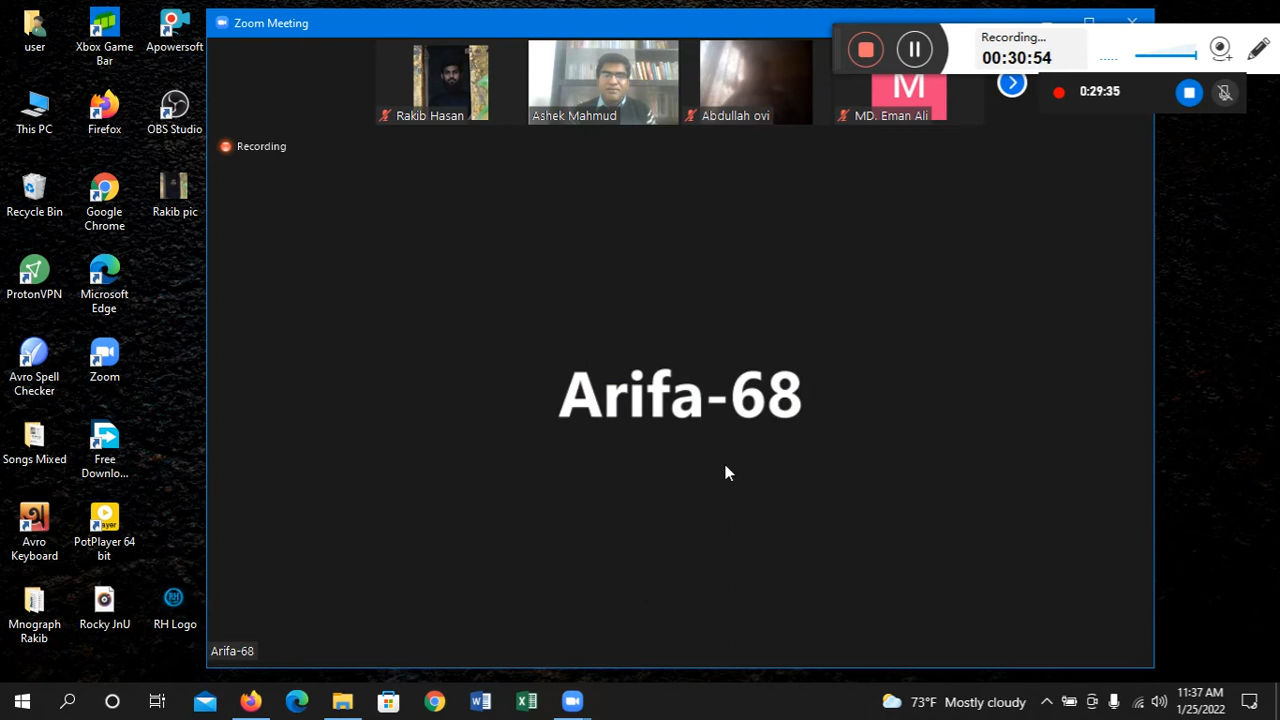 user
Xbox Game
Bar
Apowersoft
This PC
Firefox
OBS Studio
Recycle Bin
Google
Chrome
Rakib pic
ProtonVPN
Microsoft
Edge
Avro Spell
Checker
Zoom
Songs Mixed
Free
Downlo...
Avro
Keyboard
PotPlayer 64
bit
Mnograph
Rakib
Rocky JnU
RH Logo
Zoom Meeting
Rakib Hasan
Ashek Mahmud
Abdullah ovi
M
MD. Eman Ali
Recording...
00:30:54
0:29:35
Recording
Arifa-68
Arifa-68
73°F Mostly cloudy
11:37 AM
1/25/2022